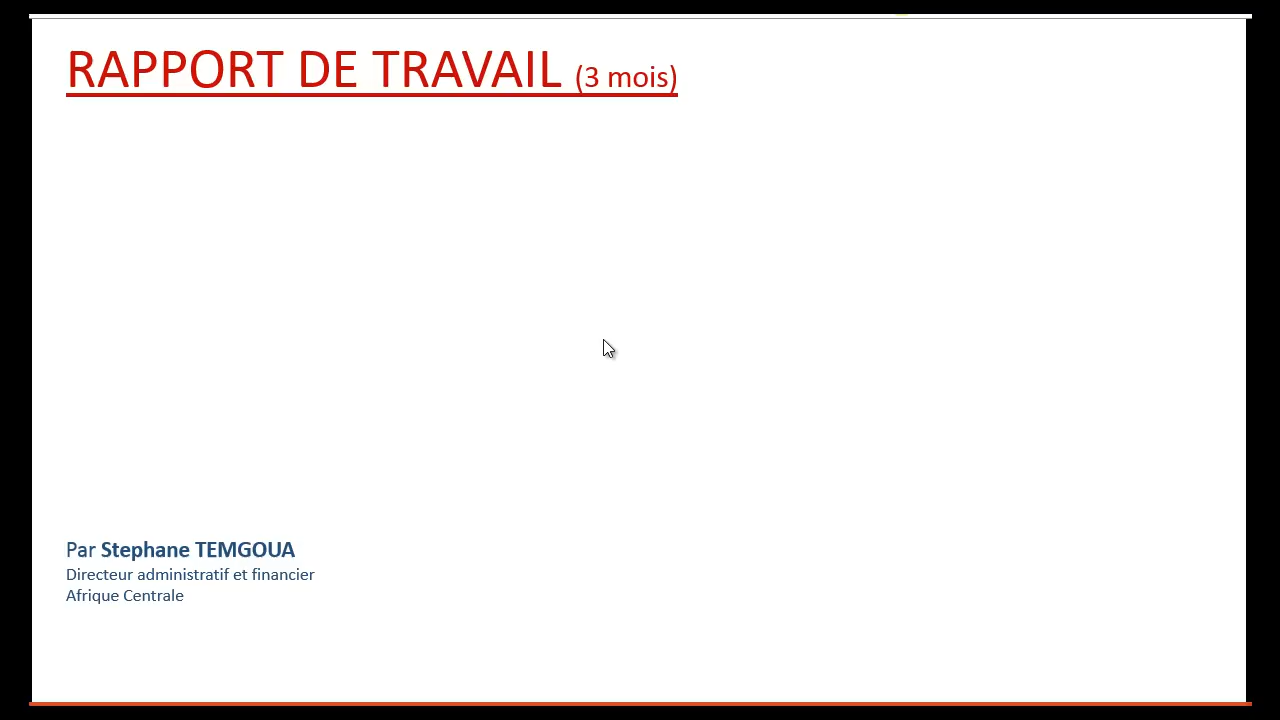 RAPPORT DE TRAVAIL (3 mois)
Par Stephane TEMGOUA
Directeur administratif et financier
Afrique Centrale